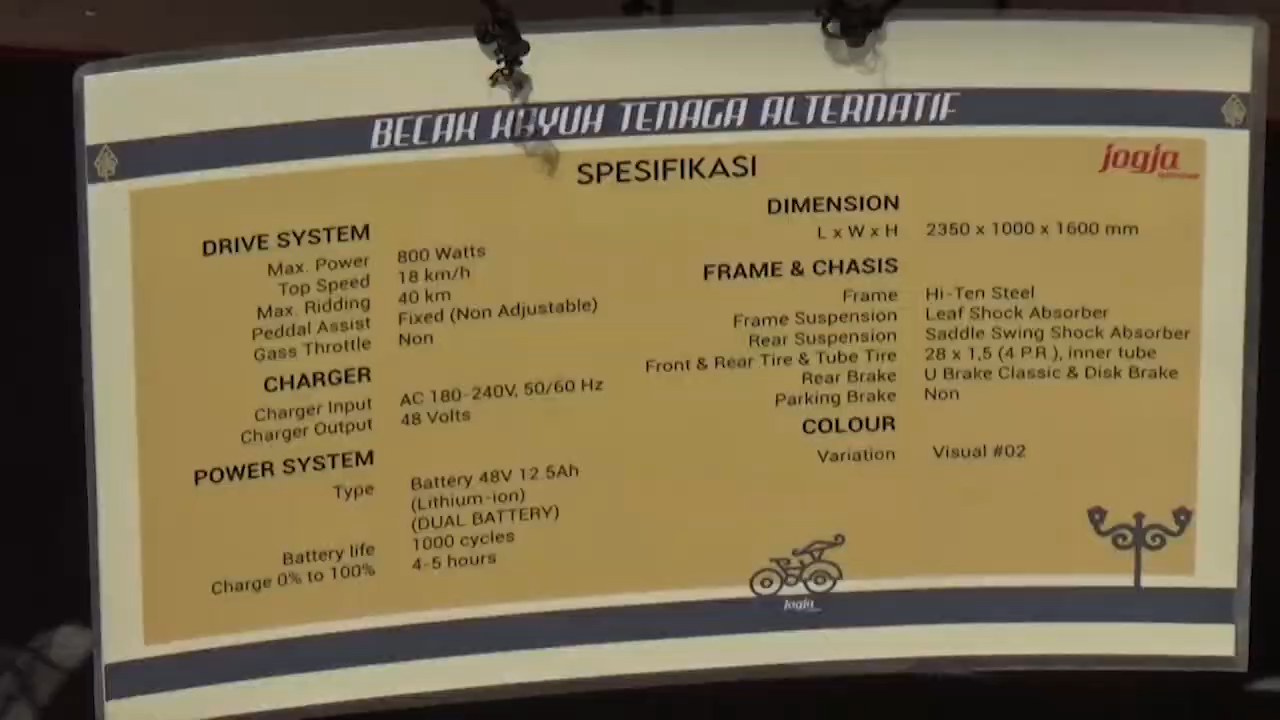 BECAK KAYUH TENAGA ALTERNATIF
SPESIFIKASI
jogja
DRIVE SYSTEM
Max. Power 800 Watts
Top Speed 18 km/h
Max. Ridding 40 km
Peddal Assist Fixed (Non Adjustable)
Gass Throttle Non
CHARGER
Charger Input AC 180-240V, 50/60 Hz
Charger Output 48 Volts
POWER SYSTEM
Type Battery 48V 12.5Ah
(Lithium-ion)
(DUAL BATTERY)
Battery life 1000 cycles
Charge 0% to 100% 4-5 hours
DIMENSION
L x W x H 2350 x 1000 x 1600 mm
FRAME & CHASIS
Frame Hi-Ten Steel
Frame Suspension Leaf Shock Absorber
Rear Suspension Saddle Swing Shock Absorber
Front & Rear Tire & Tube Tire 28 x 1,5 (4 P.R ), inner tube
Rear Brake U Brake Classic & Disk Brake
Parking Brake Non
COLOUR
Variation Visual #02
jogja